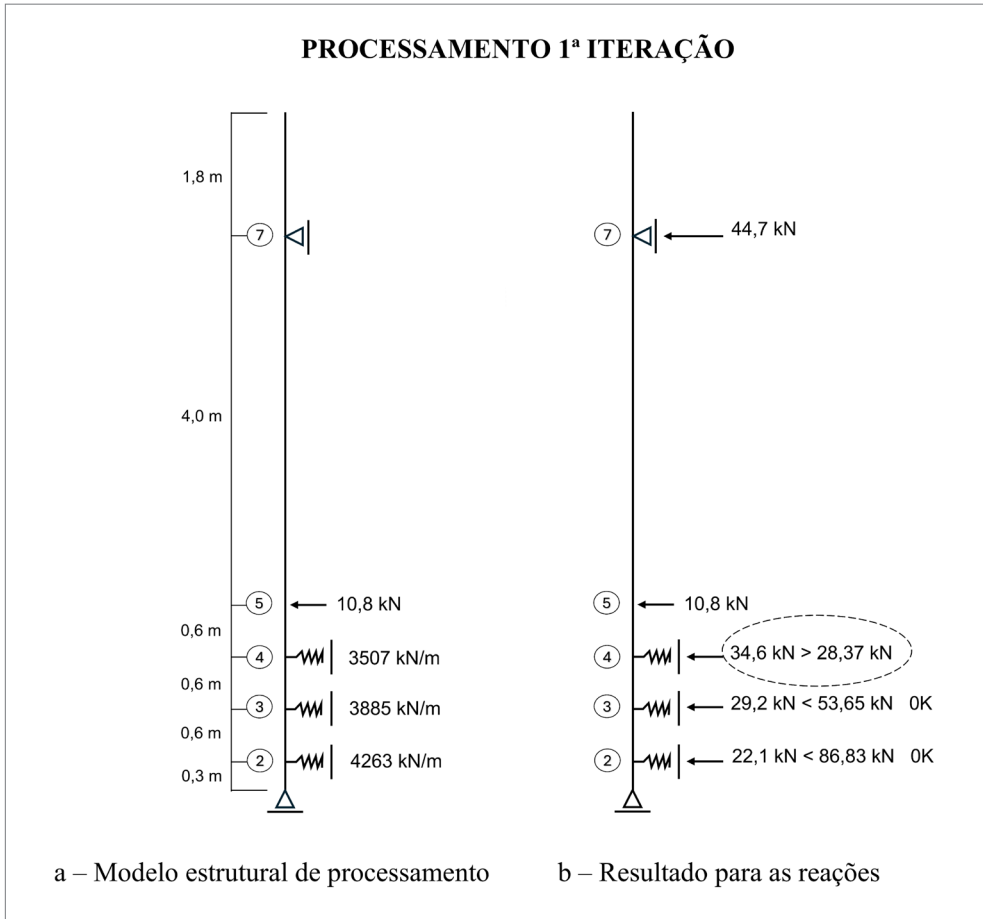 PROCESSAMENTO 1ª ITERAÇÃO
1,8 m
7
4,0 m
5
10,8 kN
0,6 m
4
3507 kN/m
0,6 m
3
3885 kN/m
0,6 m
2
4263 kN/m
0,3 m
7
44,7 kN
5
10,8 kN
4
34,6 kN > 28,37 kN
3
29,2 kN < 53,65 kN 0K
2
22,1 kN < 86,83 kN 0K
a – Modelo estrutural de processamento
b – Resultado para as reações